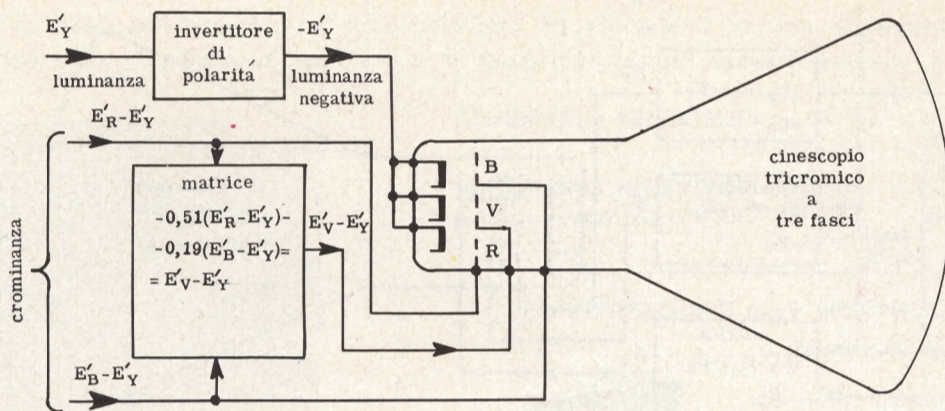 E'Y
luminanza
invertitore
di
polarità
-E'Y
luminanza
negativa
E'R-E'Y
crominanza
matrice
-0,51(E'R-E'Y)-
-0,19(E'B-E'Y)=
= E'V-E'Y
E'V-E'Y
E'B-E'Y
B
V
R
cinescopio
tricromico
a
tre fasci